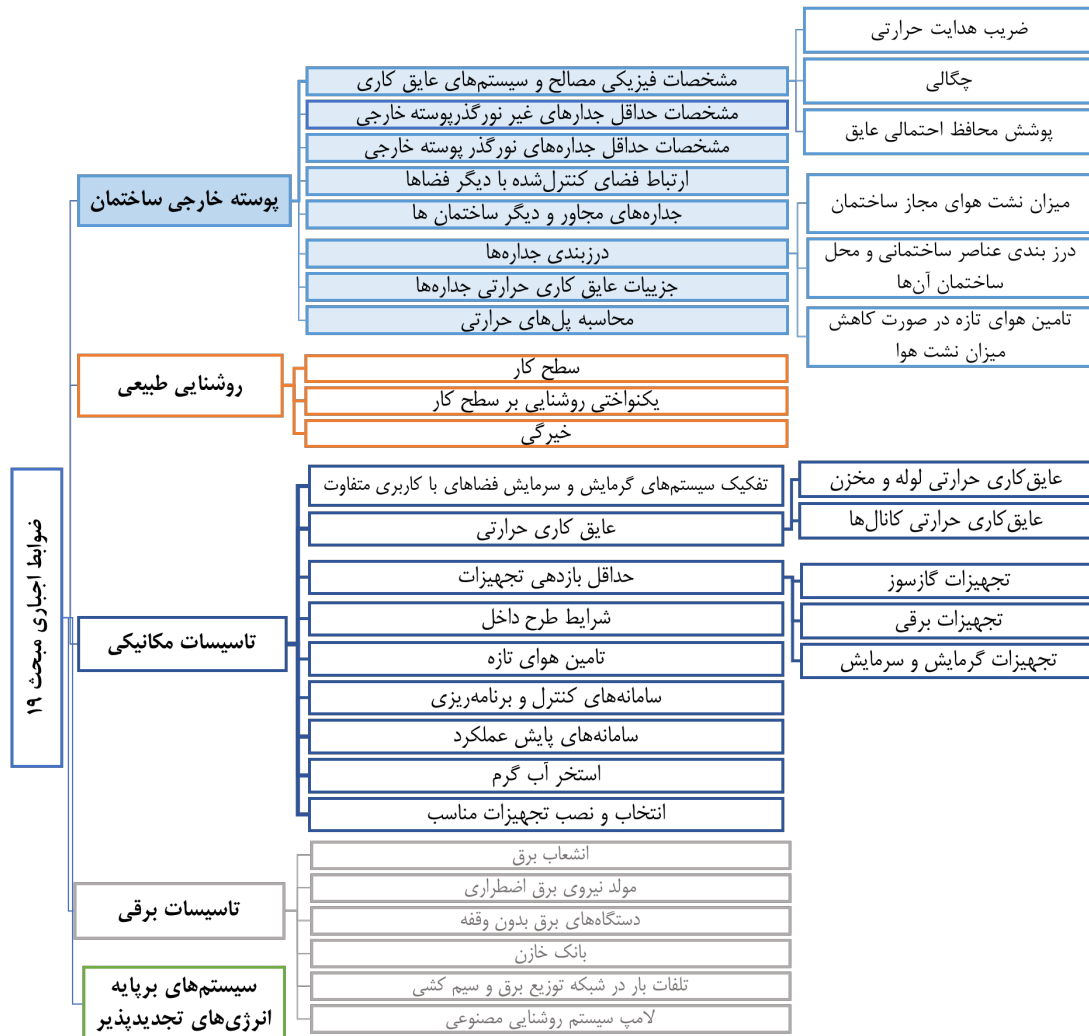 ضوابط اجباری مبحث ۱۹
پوسته خارجی ساختمان
مشخصات فیزیکی مصالح و سیستم‌های عایق کاری
ضریب هدایت حرارتی
چگالی
پوشش محافظ احتمالی عایق
مشخصات حداقل جدارهای غیر نورگذرپوسته خارجی
مشخصات حداقل جداره‌های نورگذر پوسته خارجی
ارتباط فضای کنترل‌شده با دیگر فضاها
جداره‌های مجاور و دیگر ساختمان ها
درزبندی جداره‌ها
میزان نشت هوای مجاز ساختمان
درز بندی عناصر ساختمانی و محل
ساختمان آن‌ها
تامین هوای تازه در صورت کاهش
میزان نشت هوا
جزییات عایق کاری حرارتی جداره‌ها
محاسبه پل‌های حرارتی
روشنایی طبیعی
سطح کار
یکنواختی روشنایی بر سطح کار
خیرگی
تاسیسات مکانیکی
تفکیک سیستم‌های گرمایش و سرمایش فضاهای با کاربری متفاوت
عایق کاری حرارتی
عایق‌کاری حرارتی لوله و مخزن
عایق‌کاری حرارتی کانال‌ها
حداقل بازدهی تجهیزات
تجهیزات گازسوز
تجهیزات برقی
تجهیزات گرمایش و سرمایش
شرایط طرح داخل
تامین هوای تازه
سامانه‌های کنترل و برنامه‌ریزی
سامانه‌های پایش عملکرد
استخر آب گرم
انتخاب و نصب تجهیزات مناسب
تاسیسات برقی
انشعاب برق
مولد نیروی برق اضطراری
دستگاه‌های برق بدون وقفه
بانک خازن
تلفات بار در شبکه توزیع برق و سیم کشی
لامپ سیستم روشنایی مصنوعی
سیستم‌های برپایه
انرژی‌های تجدیدپذیر